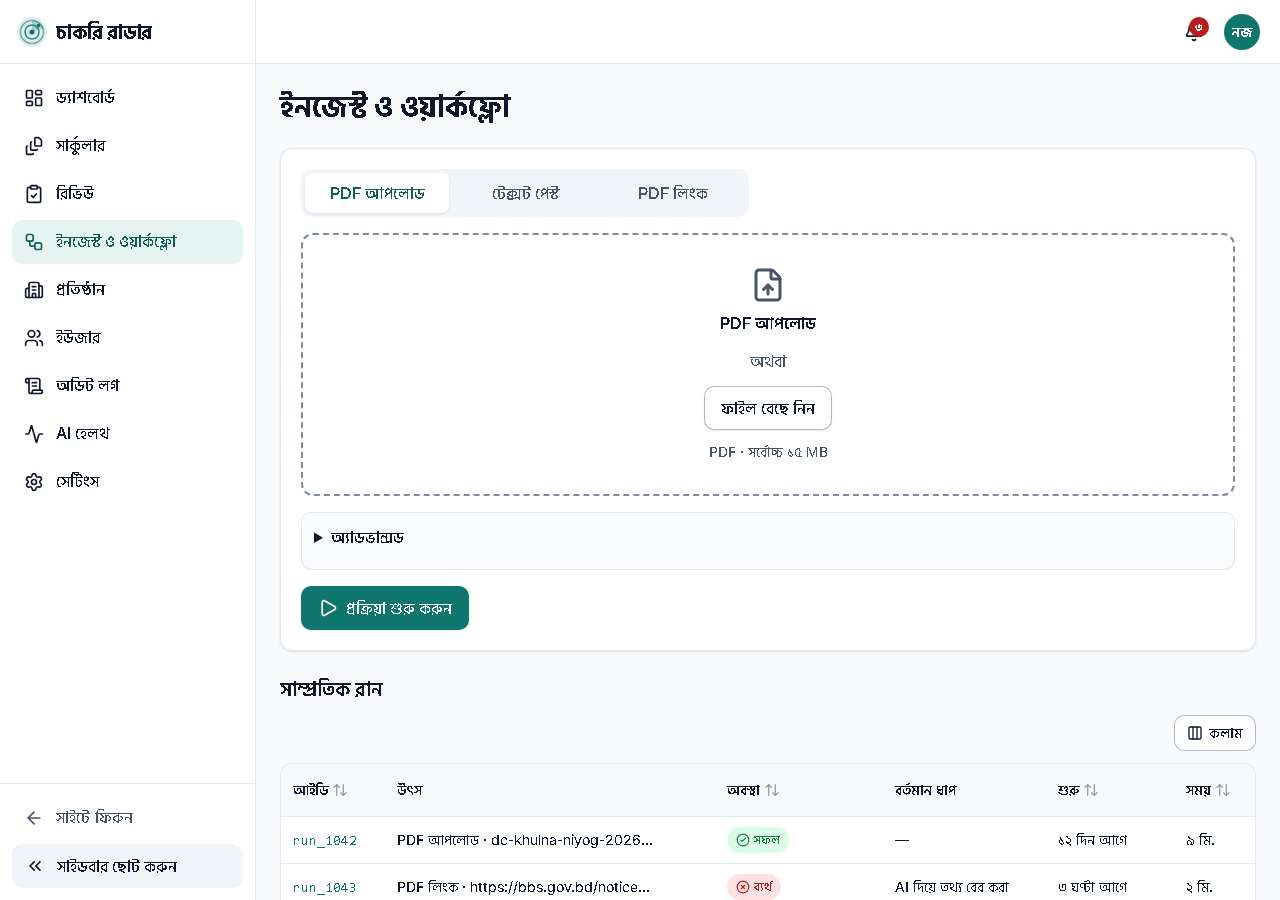 চাকরি রাডার
৩
নজ
ড্যাশবোর্ড
সার্কুলার
রিভিউ
ইনজেস্ট ও ওয়ার্কফ্লো
প্রতিষ্ঠান
ইউজার
অডিট লগ
AI হেলথ
সেটিংস
সাইটে ফিরুন
সাইডবার ছোট করুন
ইনজেস্ট ও ওয়ার্কফ্লো
PDF আপলোড টেক্সট পেস্ট PDF লিংক
PDF আপলোড
অথবা
ফাইল বেছে নিন
PDF · সর্বোচ্চ ১৫ MB
অ্যাডভান্সড
প্রক্রিয়া শুরু করুন
সাম্প্রতিক রান
কলাম
আইডি উৎস অবস্থা বর্তমান ধাপ শুরু সময়
run_1042 PDF আপলোড · dc-khulna-niyog-2026... সফল — ১২ দিন আগে ৯ মি.
run_1043 PDF লিংক · https://bbs.gov.bd/notice... ব্যর্থ AI দিয়ে তথ্য বের করা ৩ ঘণ্টা আগে ২ মি.